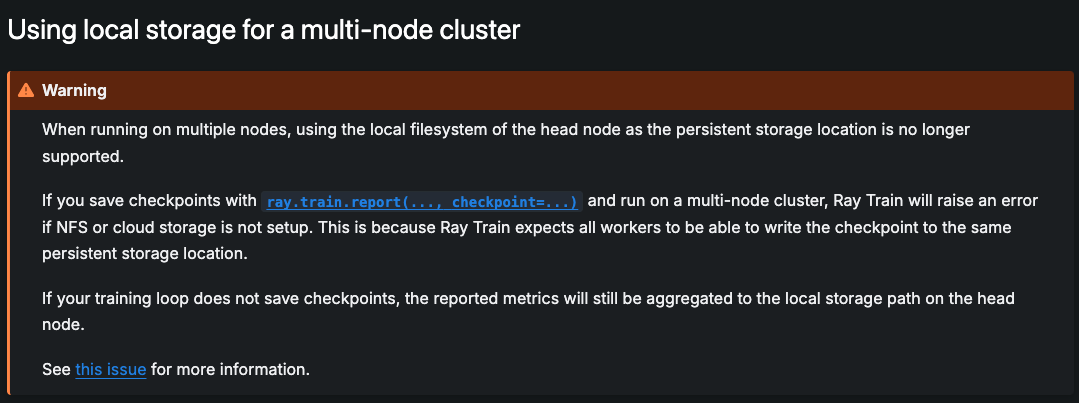 Using local storage for a multi-node cluster
Warning
When running on multiple nodes, using the local filesystem of the head node as the persistent storage location is no longer
supported.
If you save checkpoints with ray.train.report(..., checkpoint=...) and run on a multi-node cluster, Ray Train will raise an error
if NFS or cloud storage is not setup. This is because Ray Train expects all workers to be able to write the checkpoint to the same
persistent storage location.
If your training loop does not save checkpoints, the reported metrics will still be aggregated to the local storage path on the head
node.
See this issue for more information.